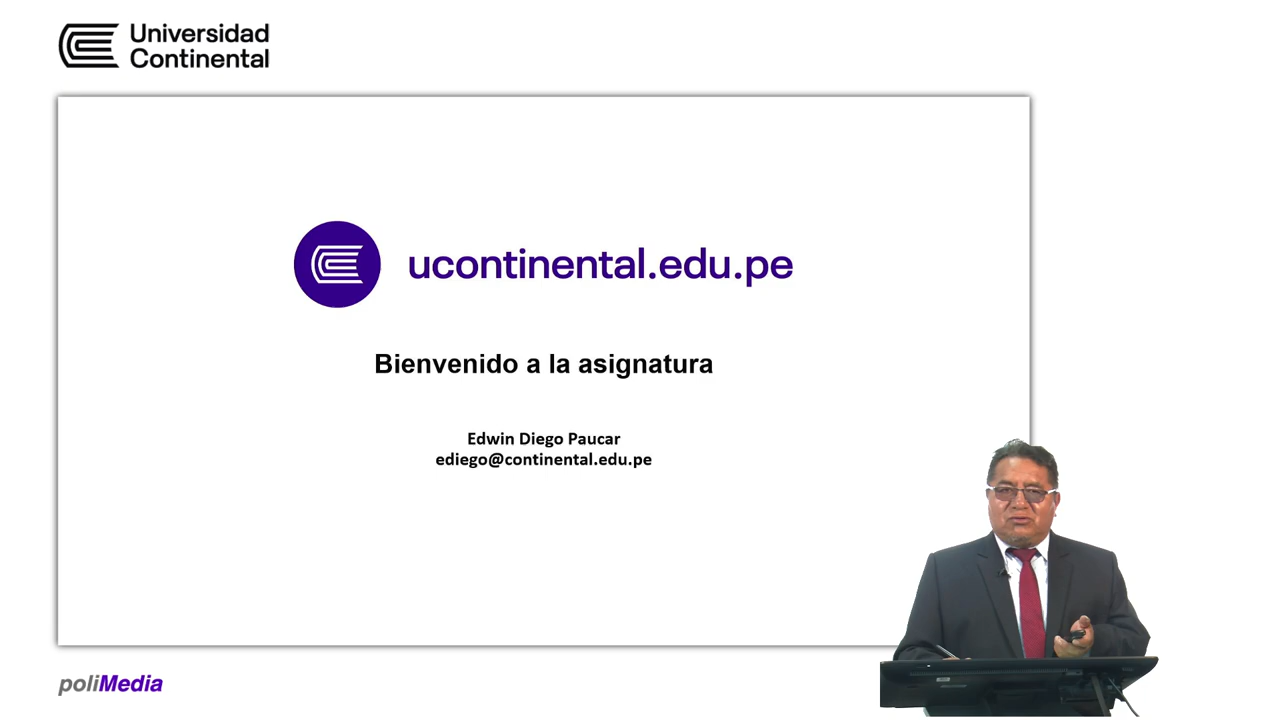 Universidad
Continental
ucontinental.edu.pe
Bienvenido a la asignatura
Edwin Diego Paucar
ediego@continental.edu.pe
poliMedia